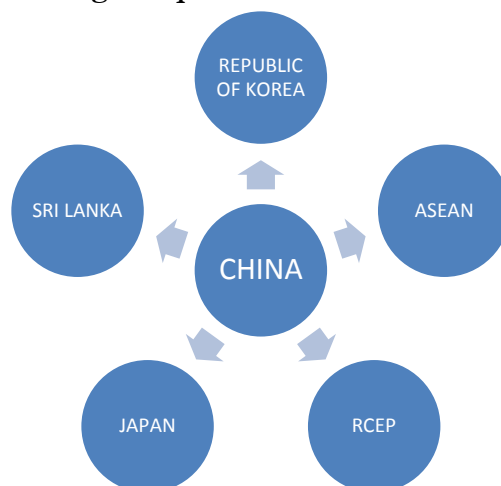 REPUBLIC
OF KOREA
SRI LANKA
ASEAN
CHINA
JAPAN
RCEP